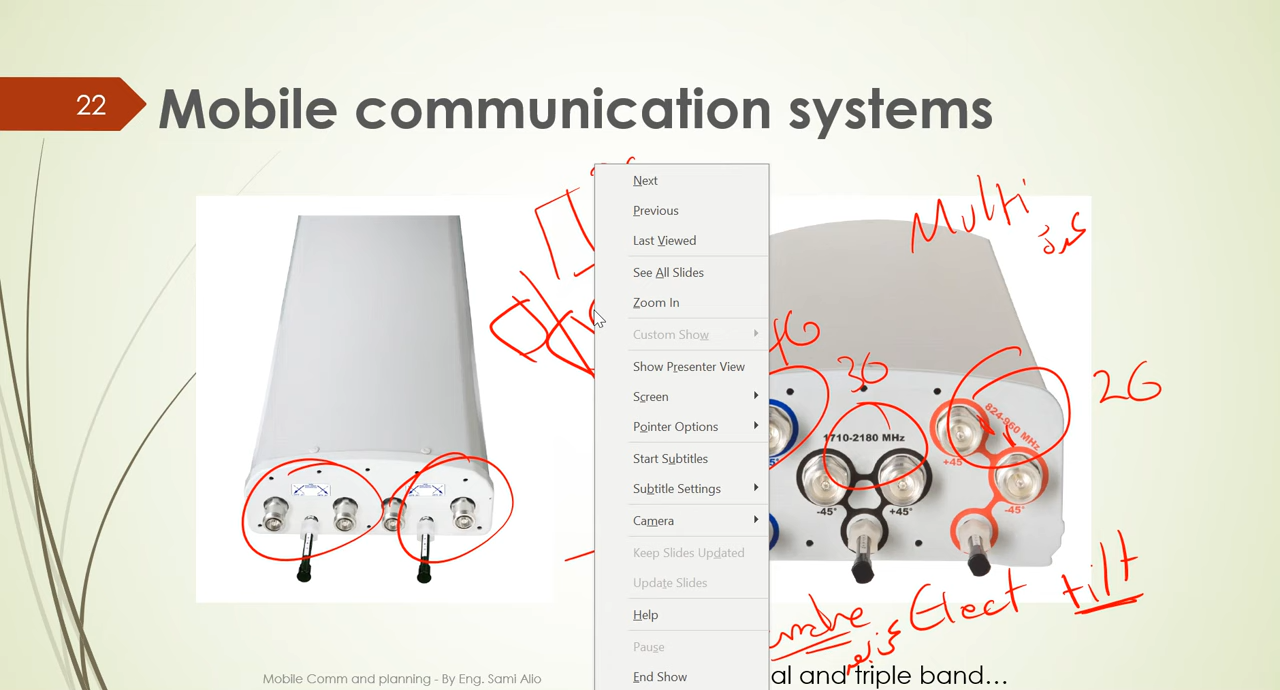 22
Mobile communication systems
Next
Previous
Last Viewed
See All Slides
Zoom In
Custom Show
Show Presenter View
Screen
Pointer Options
Start Subtitles
Subtitle Settings
Camera
Keep Slides Updated
Update Slides
Help
Pause
End Show
Multi
4G
3G
2G
824-960 MHz
1710-2180 MHz
+45°
-45°
-45°
+45°
Elect tilt
Mobile Comm and planning - By Eng. Sami Alio
al and triple band...